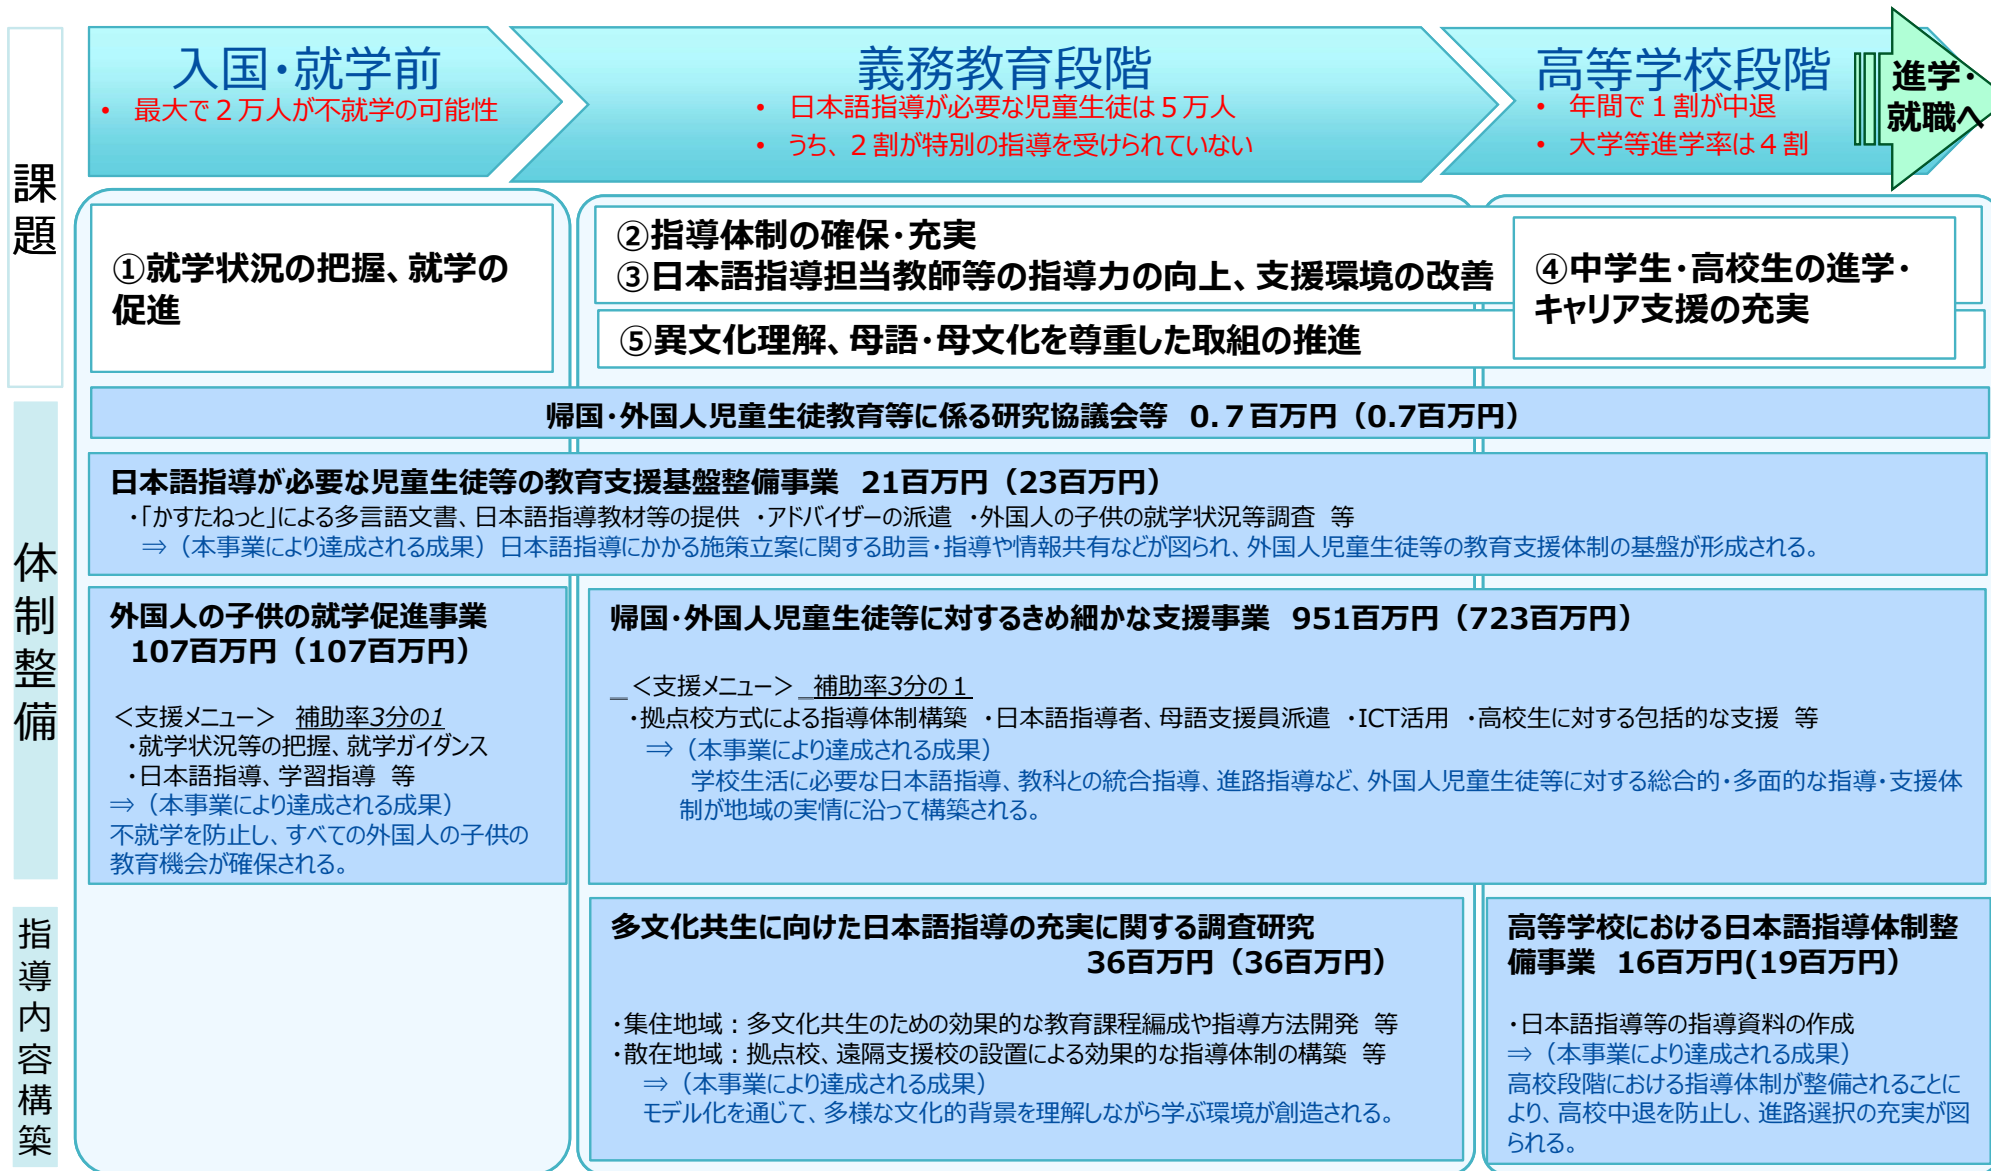 課題
入国・就学前
・ 最大で２万人が不就学の可能性
義務教育段階
・ 日本語指導が必要な児童生徒は５万人
・ うち、２割が特別の指導を受けられていない
高等学校段階
・ 年間で１割が中退
・ 大学等進学率は４割
進学・
就職へ
①就学状況の把握、就学の
促進
②指導体制の確保・充実
③日本語指導担当教師等の指導力の向上、支援環境の改善
④中学生・高校生の進学・
キャリア支援の充実
⑤異文化理解、母語・母文化を尊重した取組の推進
体制整備
帰国・外国人児童生徒教育等に係る研究協議会等 0.７百万円（0.7百万円）
日本語指導が必要な児童生徒等の教育支援基盤整備事業 21百万円（23百万円）
・「かすたねっと」による多言語文書、日本語指導教材等の提供 ・アドバイザーの派遣 ・外国人の子供の就学状況等調査 等
⇒（本事業により達成される成果）日本語指導にかかる施策立案に関する助言・指導や情報共有などが図られ、外国人児童生徒等の教育支援体制の基盤が形成される。
外国人の子供の就学促進事業
107百万円（107百万円）
＜支援メニュー＞ 補助率3分の1
・就学状況等の把握、就学ガイダンス
・日本語指導、学習指導 等
⇒（本事業により達成される成果）
不就学を防止し、すべての外国人の子供の
教育機会が確保される。
帰国・外国人児童生徒等に対するきめ細かな支援事業 951百万円（723百万円）
＜支援メニュー＞ 補助率3分の１
・拠点校方式による指導体制構築 ・日本語指導者、母語支援員派遣 ・ICT活用 ・高校生に対する包括的な支援 等
⇒（本事業により達成される成果）
学校生活に必要な日本語指導、教科との統合指導、進路指導など、外国人児童生徒等に対する総合的・多面的な指導・支援体
制が地域の実情に沿って構築される。
指導内容構築
多文化共生に向けた日本語指導の充実に関する調査研究
36百万円（36百万円）
・集住地域：多文化共生のための効果的な教育課程編成や指導方法開発 等
・散在地域：拠点校、遠隔支援校の設置による効果的な指導体制の構築 等
⇒（本事業により達成される成果）
モデル化を通じて、多様な文化的背景を理解しながら学ぶ環境が創造される。
高等学校における日本語指導体制整
備事業 16百万円(19百万円）
・日本語指導等の指導資料の作成
⇒（本事業により達成される成果）
高校段階における指導体制が整備されることに
より、高校中退を防止し、進路選択の充実が図
られる。